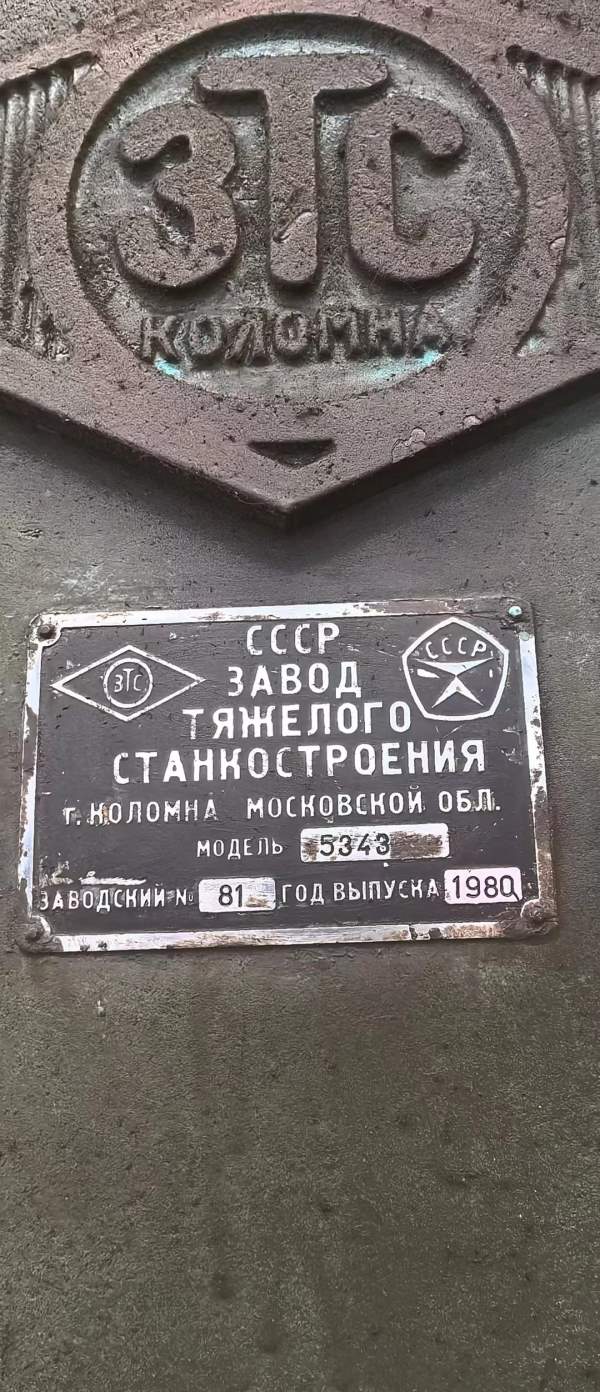 ЗТС
КОЛОМНА
СССР
СССР
ЗТС
ЗАВОД
ТЯЖЕЛОГО
СТАНКОСТРОЕНИЯ
г. КОЛОМНА МОСКОВСКОЙ ОБЛ.
МОДЕЛЬ 5343
ЗАВОДСКИЙ № 81 ГОД ВЫПУСКА 1980